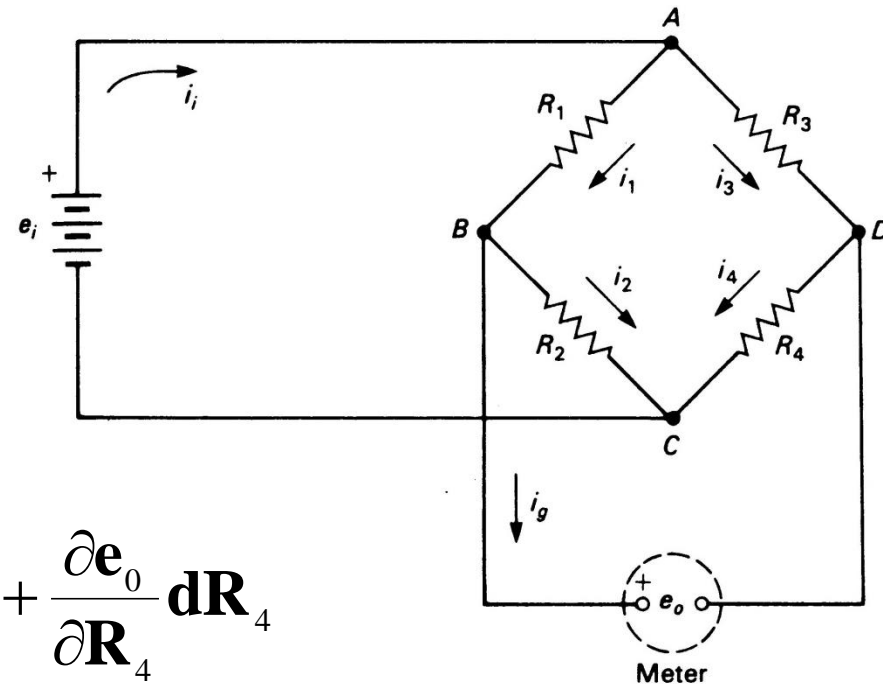 A
i_i
R_1
R_3
i_1
i_3
+
e_i
B
D
i_2
i_4
R_2
R_4
C
i_g
+ ∂e_0/∂R_4 dR_4
+
e_o
Meter